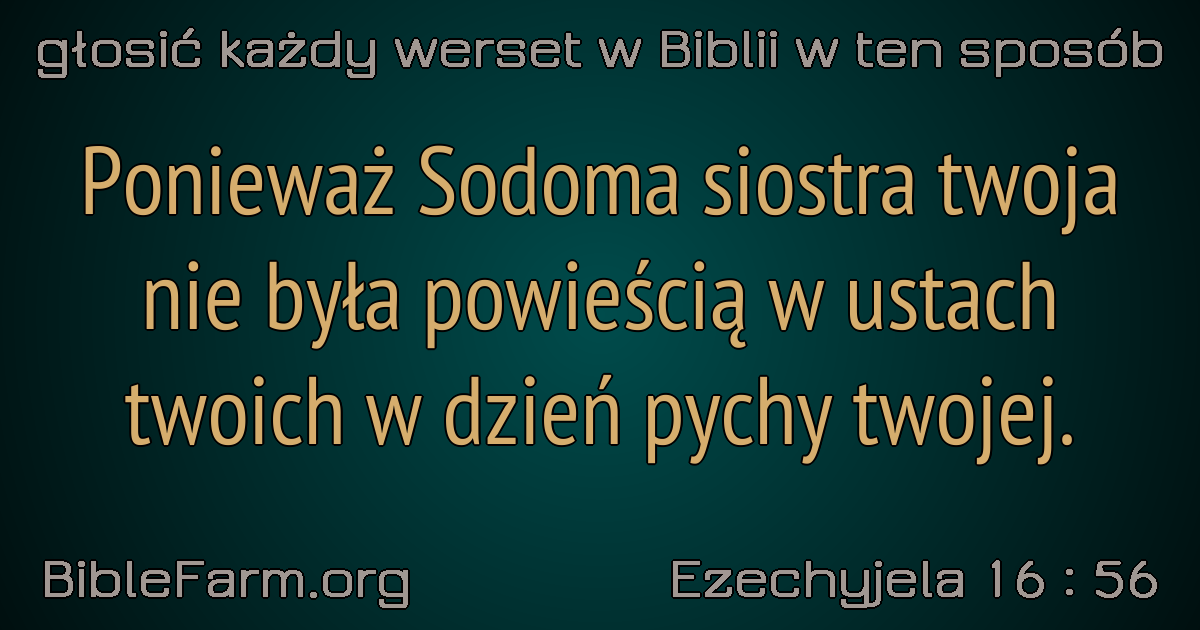 głosić każdy werset w Biblii w ten sposób
Ponieważ Sodoma siostra twoja
nie była powieścią w ustach
twoich w dzień pychy twojej.
BibleFarm.org
Ezechyjela 16 : 56